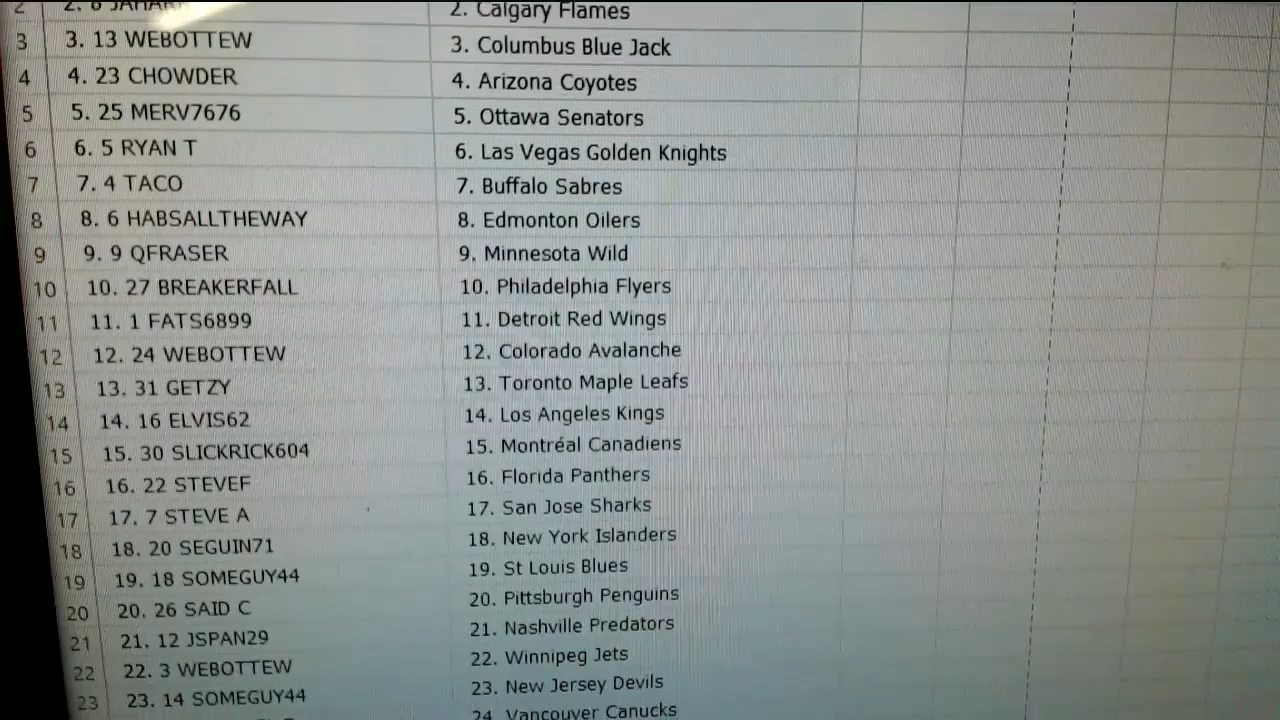 2 2. Calgary Flames
3 3. 13 WEBOTTEW 3. Columbus Blue Jack
4 4. 23 CHOWDER 4. Arizona Coyotes
5 5. 25 MERV7676 5. Ottawa Senators
6 6. 5 RYAN T 6. Las Vegas Golden Knights
7 7. 4 TACO 7. Buffalo Sabres
8 8. 6 HABSALLTHEWAY 8. Edmonton Oilers
9 9. 9 QFRASER 9. Minnesota Wild
10 10. 27 BREAKERFALL 10. Philadelphia Flyers
11 11. 1 FATS6899 11. Detroit Red Wings
12 12. 24 WEBOTTEW 12. Colorado Avalanche
13 13. 31 GETZY 13. Toronto Maple Leafs
14 14. 16 ELVIS62 14. Los Angeles Kings
15 15. 30 SLICKRICK604 15. Montréal Canadiens
16 16. 22 STEVEF 16. Florida Panthers
17 17. 7 STEVE A 17. San Jose Sharks
18 18. 20 SEGUIN71 18. New York Islanders
19 19. 18 SOMEGUY44 19. St Louis Blues
20 20. 26 SAID C 20. Pittsburgh Penguins
21 21. 12 JSPAN29 21. Nashville Predators
22 22. 3 WEBOTTEW 22. Winnipeg Jets
23 23. 14 SOMEGUY44 23. New Jersey Devils
24. Vancouver Canucks